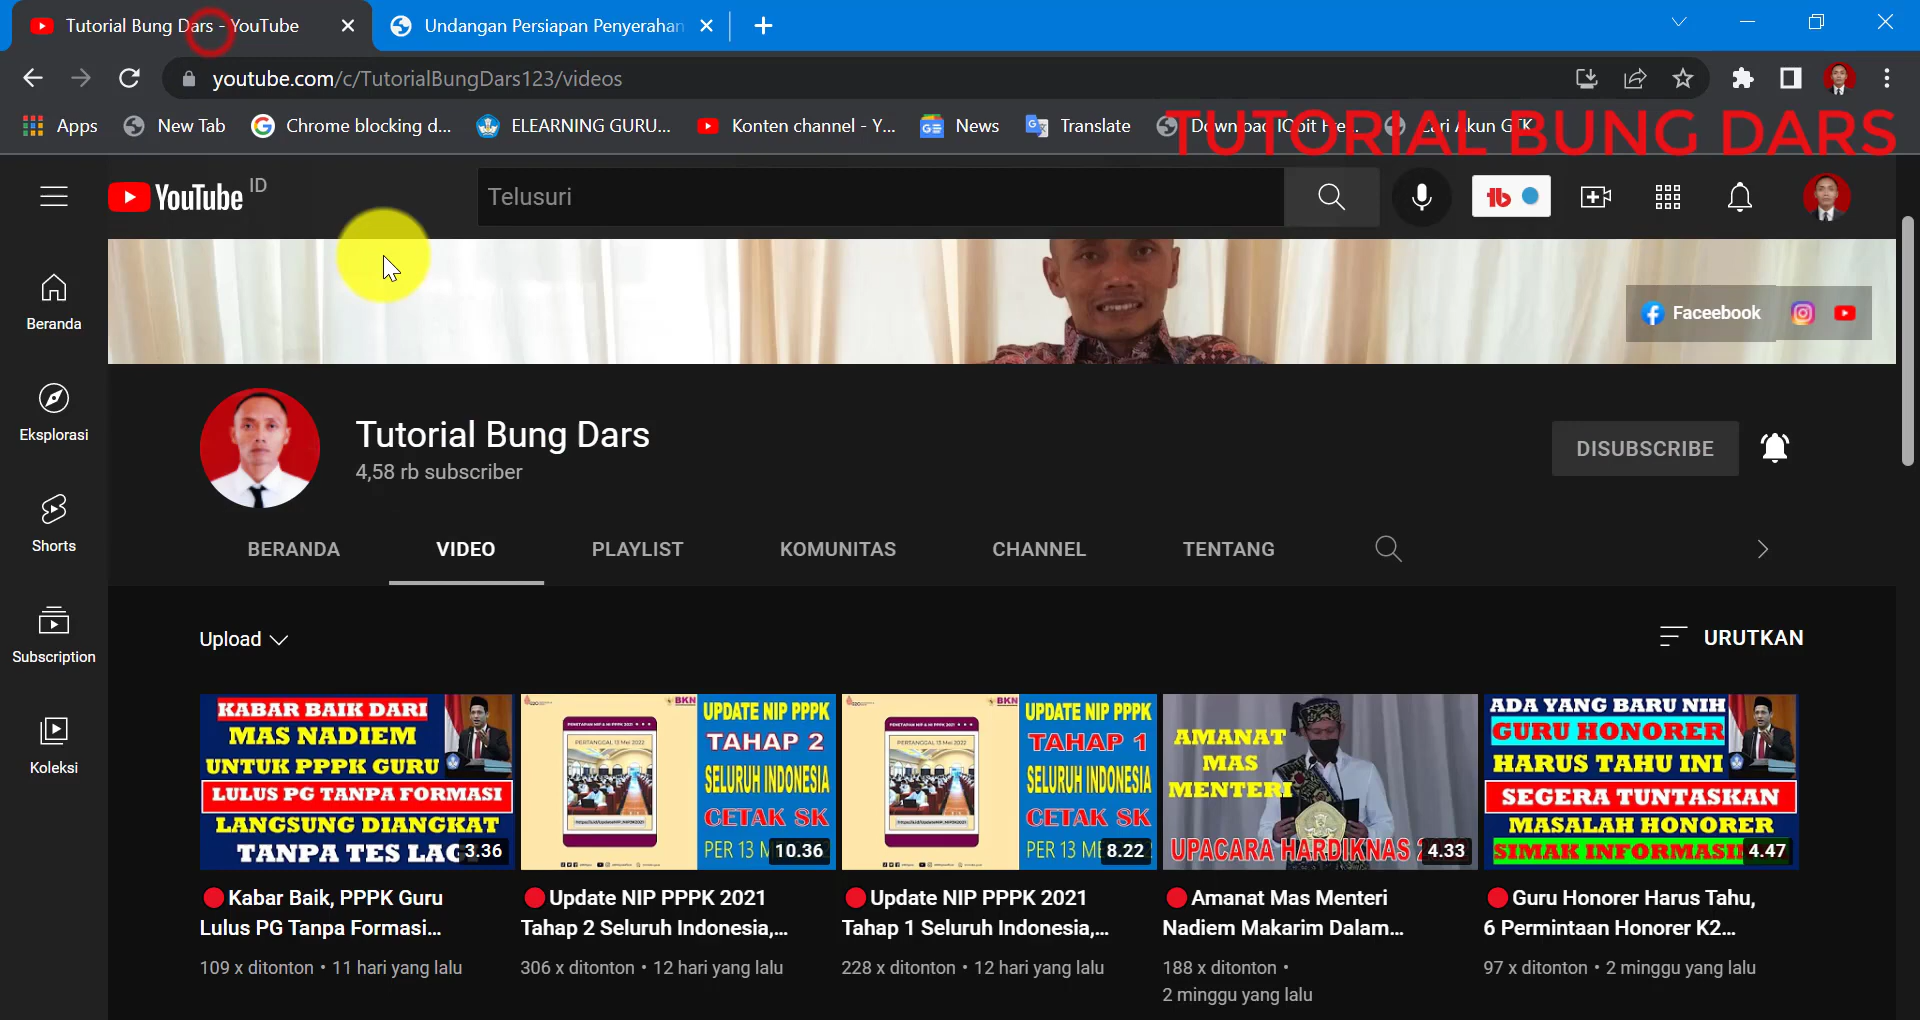 Tutorial Bung Dars - YouTube
Undangan Persiapan Penyerahan
youtube.com/c/TutorialBungDars123/videos
Apps
New Tab
Chrome blocking d...
ELEARNING GURU...
Konten channel - Y...
News
Translate
Download IObit Fre...
Cari Akun GTK
TUTORIAL BUNG DARS
YouTube ID
Telusuri
Faceebook
Beranda
Eksplorasi
Shorts
Subscription
Koleksi
Tutorial Bung Dars
4,58 rb subscriber
DISUBSCRIBE
BERANDA
VIDEO
PLAYLIST
KOMUNITAS
CHANNEL
TENTANG
Upload
URUTKAN
KABAR BAIK DARI
MAS NADIEM
UNTUK PPPK GURU
LULUS PG TANPA FORMASI
LANGSUNG DIANGKAT
TANPA TES LAG
3.36
Kabar Baik, PPPK Guru
Lulus PG Tanpa Formasi...
109 x ditonton • 11 hari yang lalu
BKN
PENETAPAN NIP & NI PPPK 2021
PERTANGGAL 13 Mei 2022
UPDATE NIP PPPK
TAHAP 2
SELURUH INDONESIA
CETAK SK
PER 13 M
10.36
Update NIP PPPK 2021
Tahap 2 Seluruh Indonesia,...
306 x ditonton • 12 hari yang lalu
BKN
PENETAPAN NIP & NI PPPK 2021
PERTANGGAL 13 Mei 2022
UPDATE NIP PPPK
TAHAP 1
SELURUH INDONESIA
CETAK SK
PER 13 ME
8.22
Update NIP PPPK 2021
Tahap 1 Seluruh Indonesia,...
228 x ditonton • 12 hari yang lalu
AMANAT
MAS
MENTERI
UPACARA HARDIKNAS 2
4.33
Amanat Mas Menteri
Nadiem Makarim Dalam...
188 x ditonton •
2 minggu yang lalu
ADA YANG BARU NIH
GURU HONORER
HARUS TAHU INI
SEGERA TUNTASKAN
MASALAH HONORER
SIMAK INFORMASI
4.47
Guru Honorer Harus Tahu,
6 Permintaan Honorer K2...
97 x ditonton • 2 minggu yang lalu